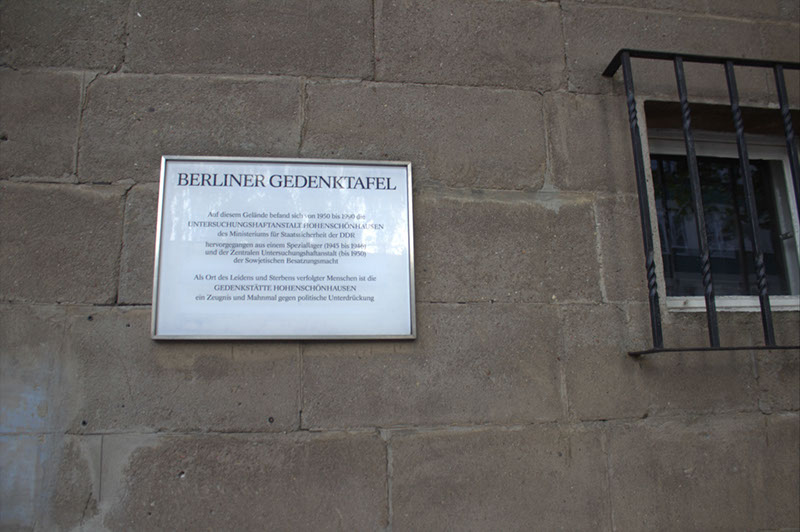 BERLINER GEDENKTAFEL
Auf diesem Gelände befand sich von 1950 bis 1990 die
UNTERSUCHUNGSHAFTANSTALT HOHENSCHÖNHAUSEN
des Ministeriums für Staatssicherheit der DDR
hervorgegangen aus einem Speziallager (1945 bis 1946)
und der Zentralen Untersuchungshaftanstalt (bis 1950)
der Sowjetischen Besatzungsmacht
Als Ort des Leidens und Sterbens verfolgter Menschen ist die
GEDENKSTÄTTE HOHENSCHÖNHAUSEN
ein Zeugnis und Mahnmal gegen politische Unterdrückung